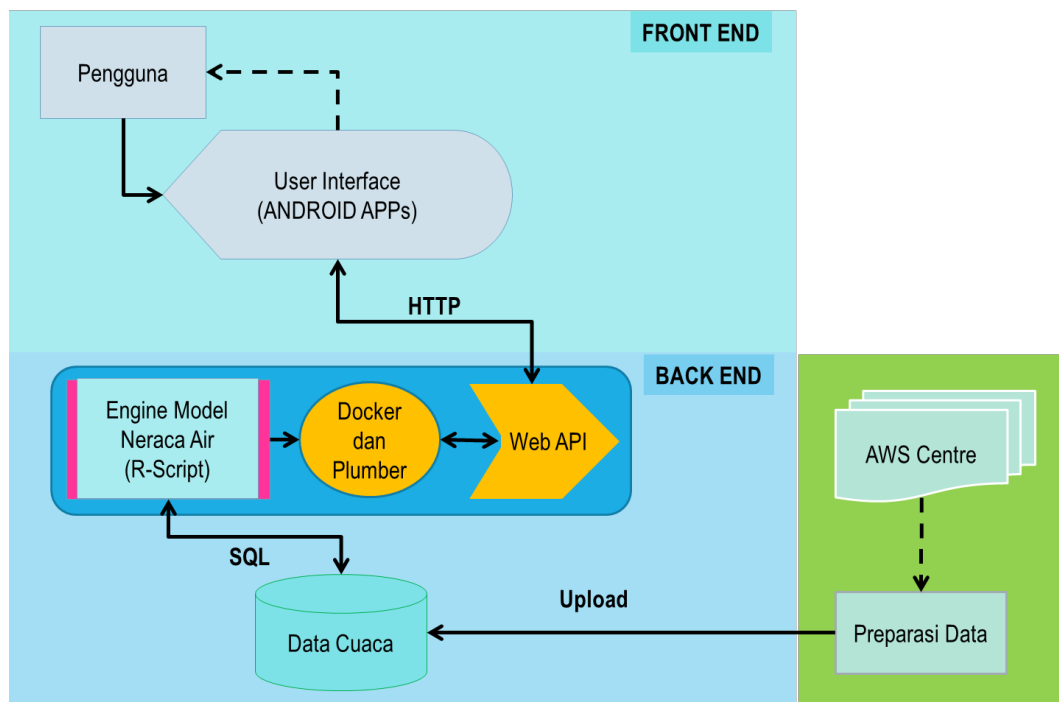 FRONT END
Pengguna
User Interface
(ANDROID APPs)
HTTP
BACK END
Engine Model
Neraca Air
(R-Script)
Docker
dan
Plumber
Web API
AWS Centre
SQL
Upload
Data Cuaca
Preparasi Data